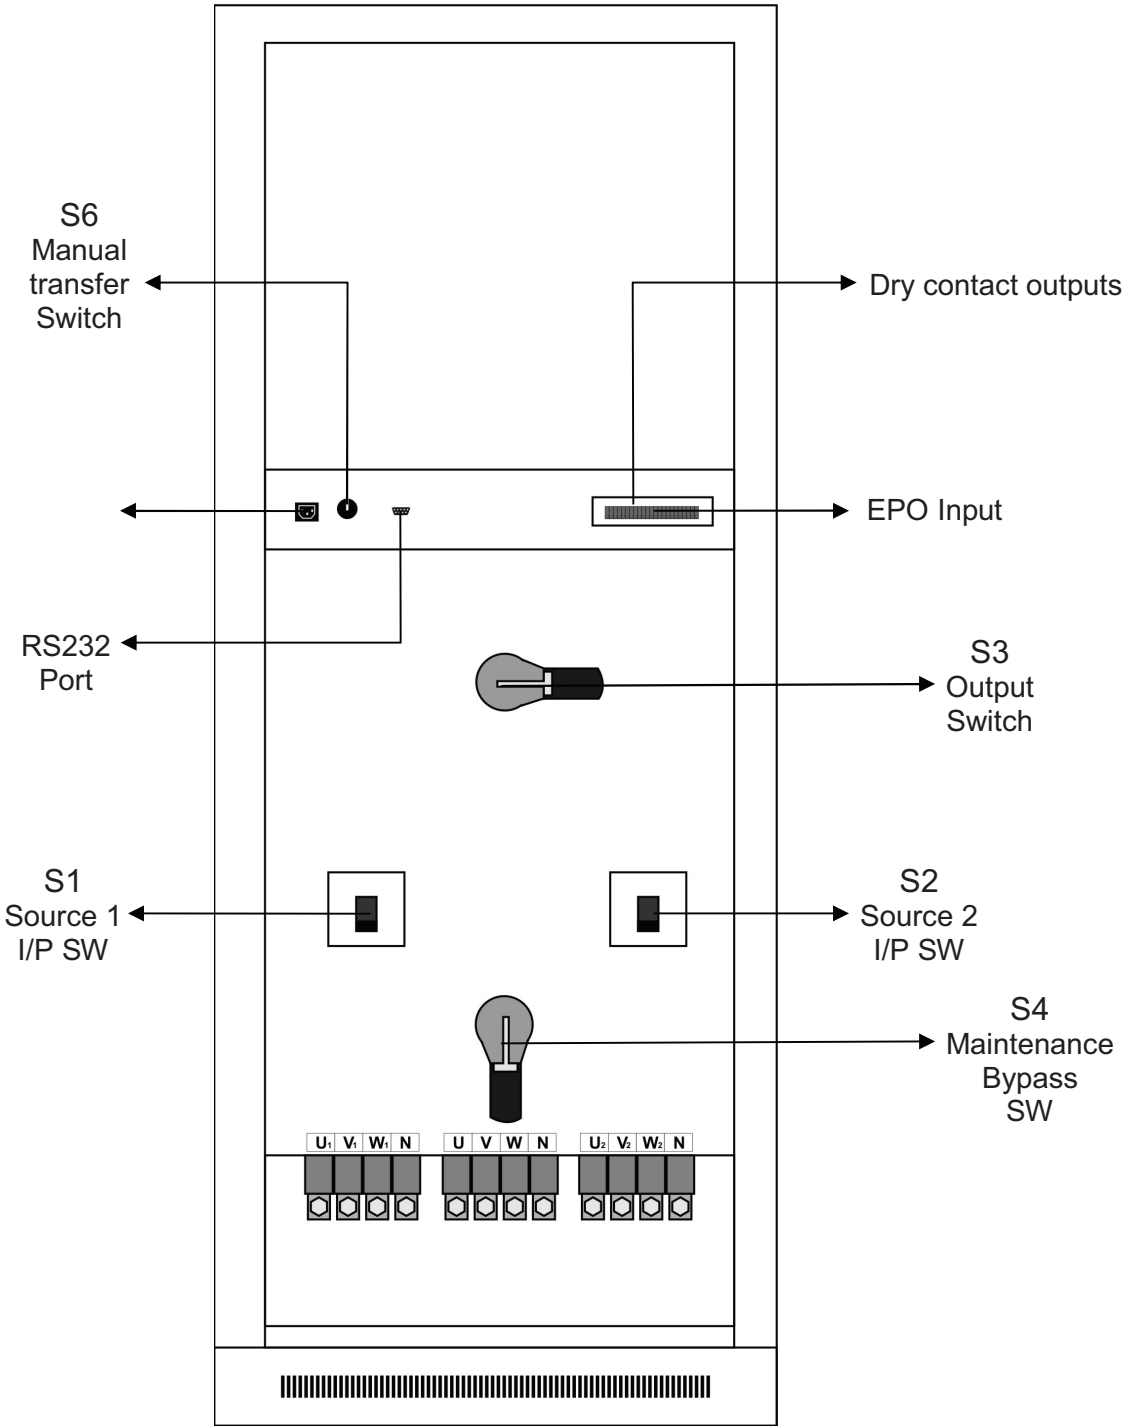 S6
Manual
transfer
Switch
Dry contact outputs
EPO Input
RS232
Port
S3
Output
Switch
S1
Source 1
I/P SW
S2
Source 2
I/P SW
S4
Maintenance
Bypass
SW
U₁ V₁ W₁ N
U V W N
U₂ V₂ W₂ N